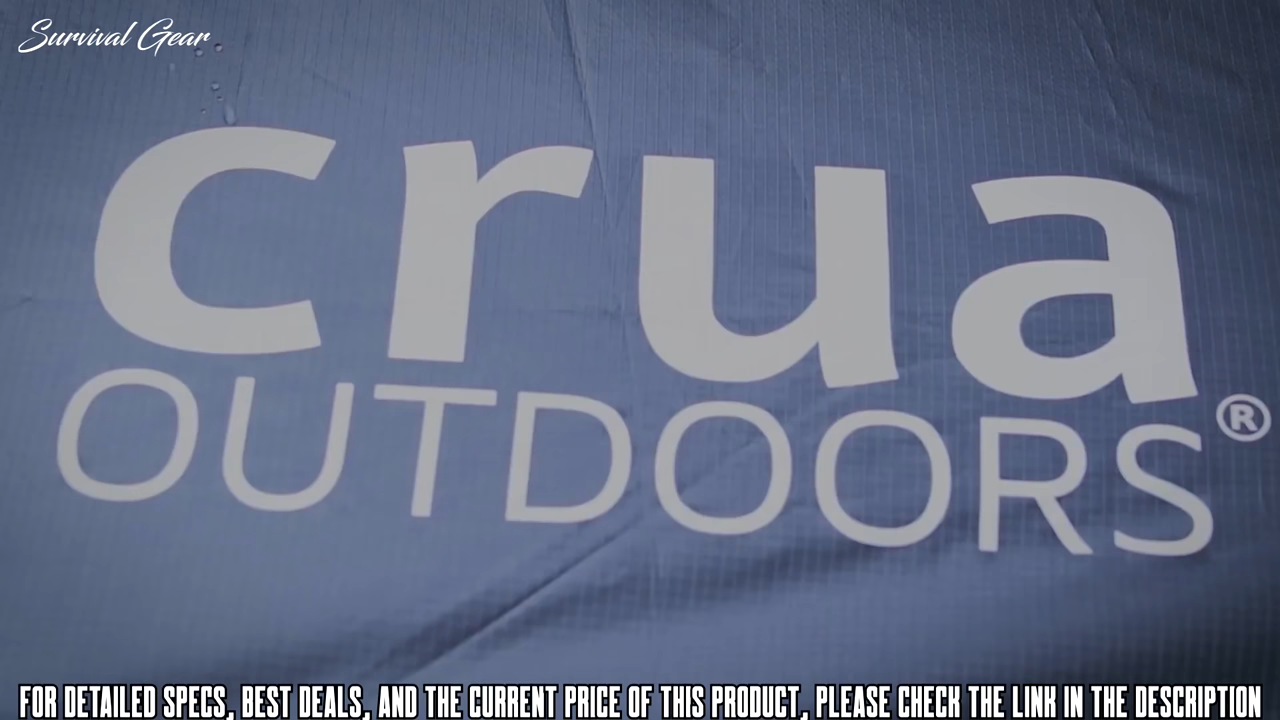 Survival Gear
crua
OUTDOORS®
FOR DETAILED SPECS, BEST DEALS, AND THE CURRENT PRICE OF THIS PRODUCT, PLEASE CHECK THE LINK IN THE DESCRIPTION